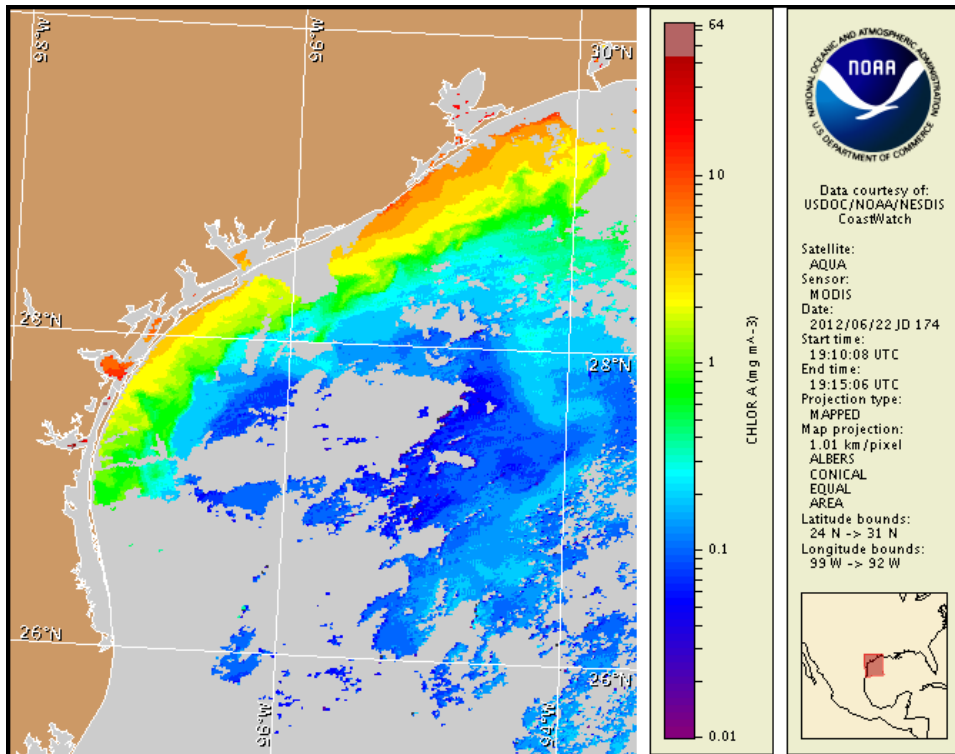 98°W
96°W
30°N
28°N
28°N
26°N
26°N
96°W
94°W
64
10
1
0.1
0.01
CHLOR A (mg m^-3)
NATIONAL OCEANIC AND ATMOSPHERIC ADMINISTRATION
NOAA
U.S. DEPARTMENT OF COMMERCE
Data courtesy of:
USDOC/NOAA/NESDIS
CoastWatch
Satellite:
AQUA
Sensor:
MODIS
Date:
2012/06/22 JD 174
Start time:
19:10:08 UTC
End time:
19:15:06 UTC
Projection type:
MAPPED
Map projection:
1.01 km/pixel
ALBERS
CONICAL
EQUAL
AREA
Latitude bounds:
24 N -> 31 N
Longitude bounds:
99 W -> 92 W